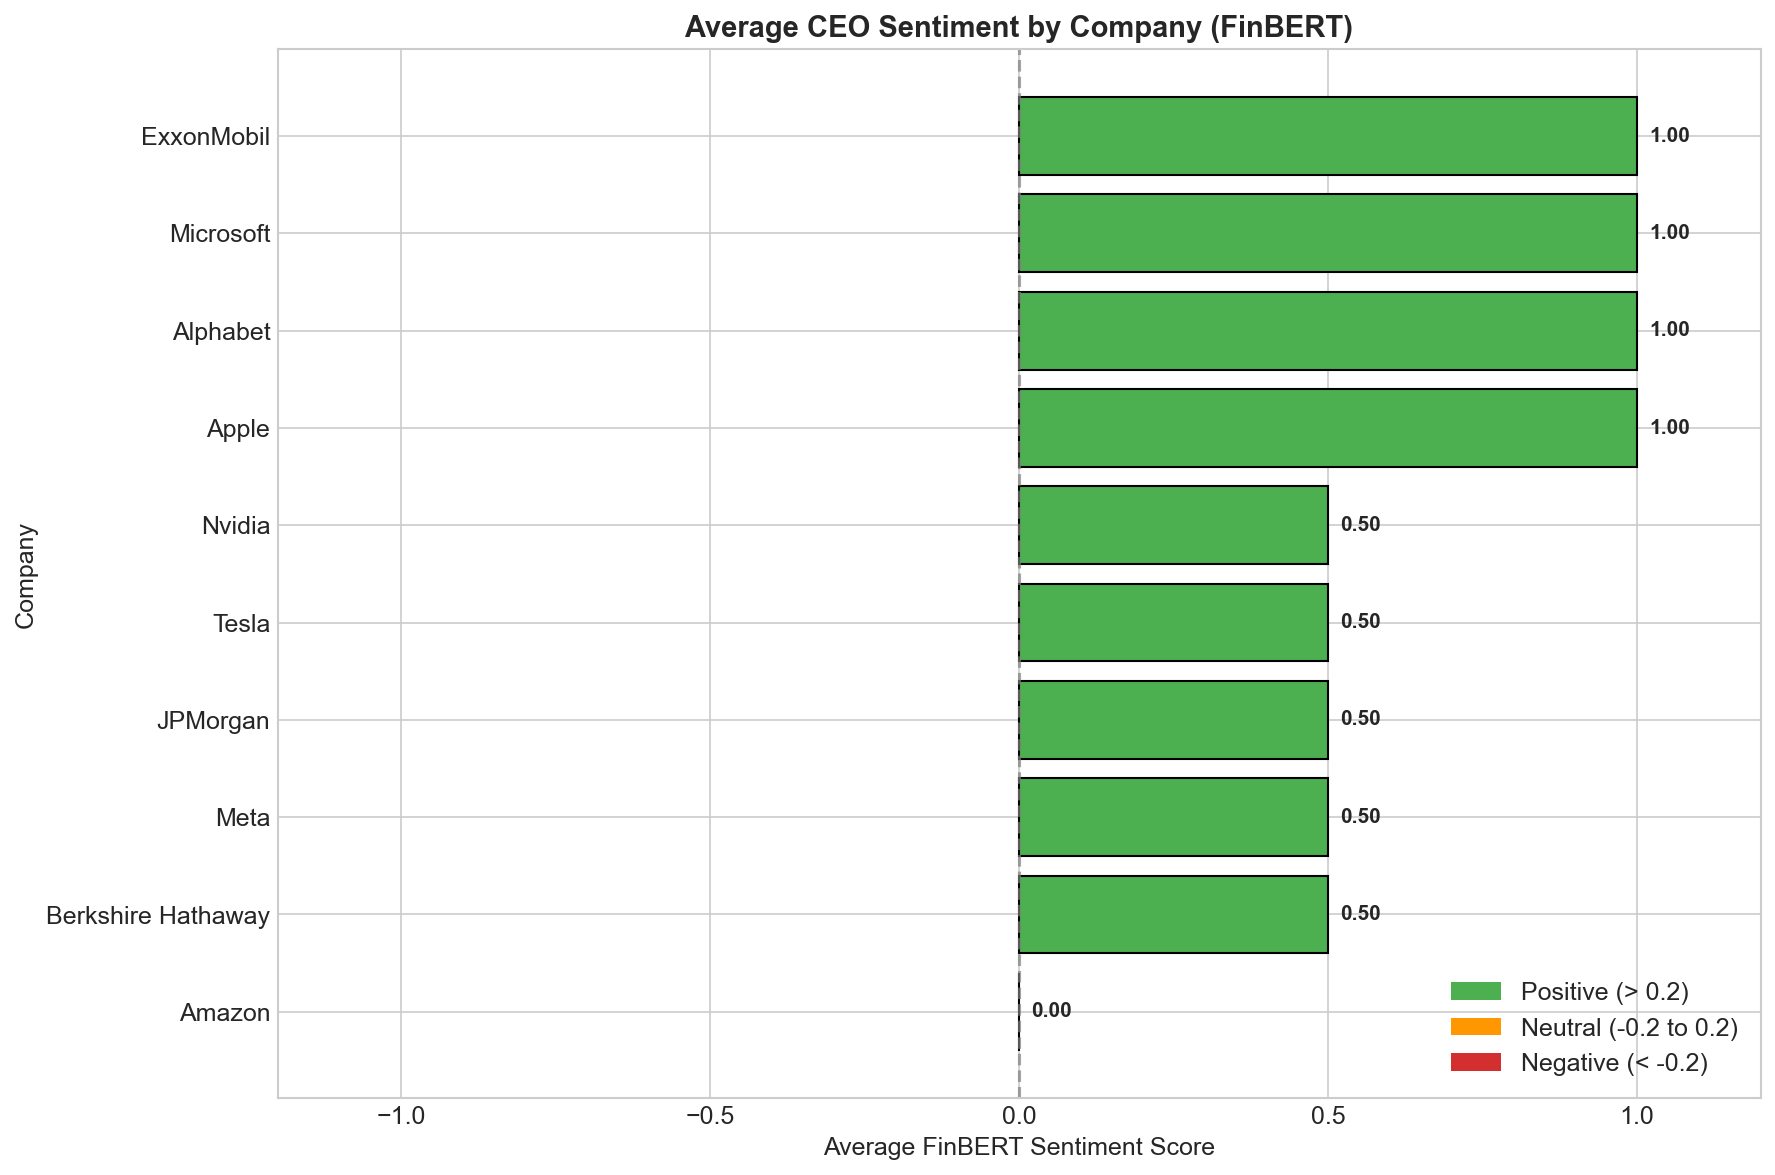 Average CEO Sentiment by Company (FinBERT)
Company
ExxonMobil 1.00
Microsoft 1.00
Alphabet 1.00
Apple 1.00
Nvidia 0.50
Tesla 0.50
JPMorgan 0.50
Meta 0.50
Berkshire Hathaway 0.50
Amazon 0.00
Positive (> 0.2)
Neutral (-0.2 to 0.2)
Negative (< -0.2)
−1.0 −0.5 0.0 0.5 1.0
Average FinBERT Sentiment Score